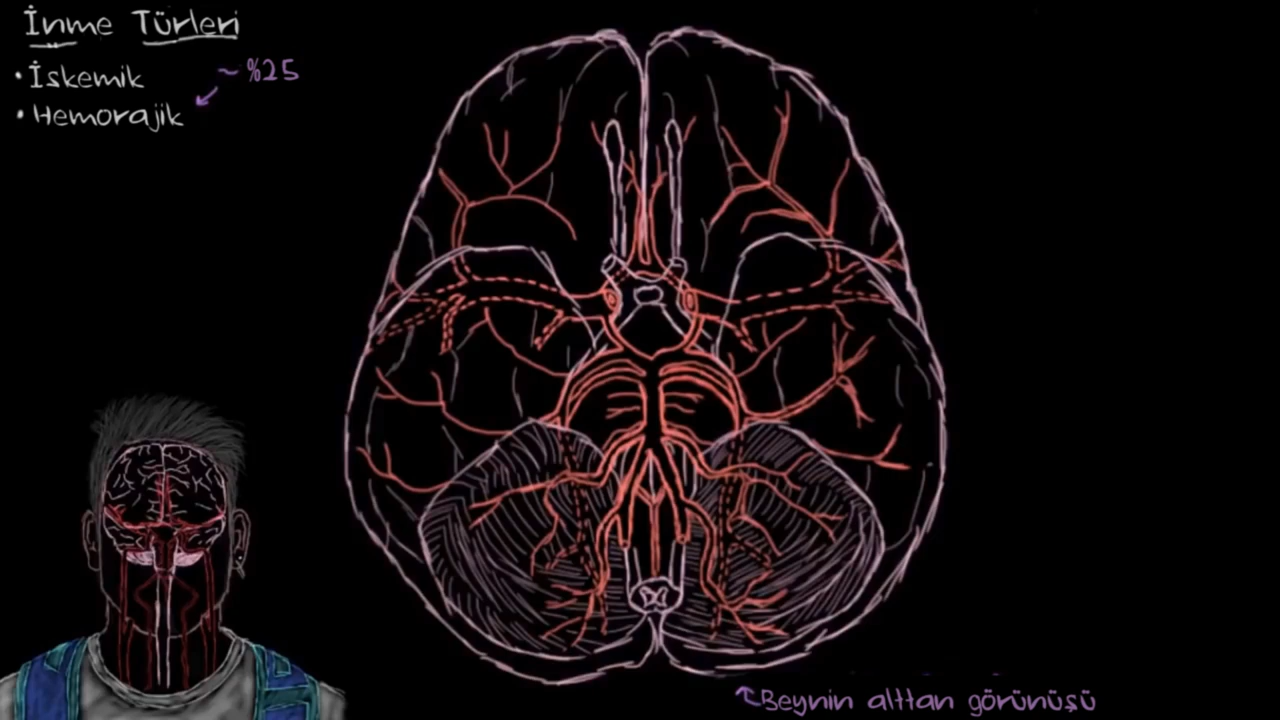 İnme Türleri
• İskemik
~ %25
• Hemorajik
Beynin alttan görünüşü